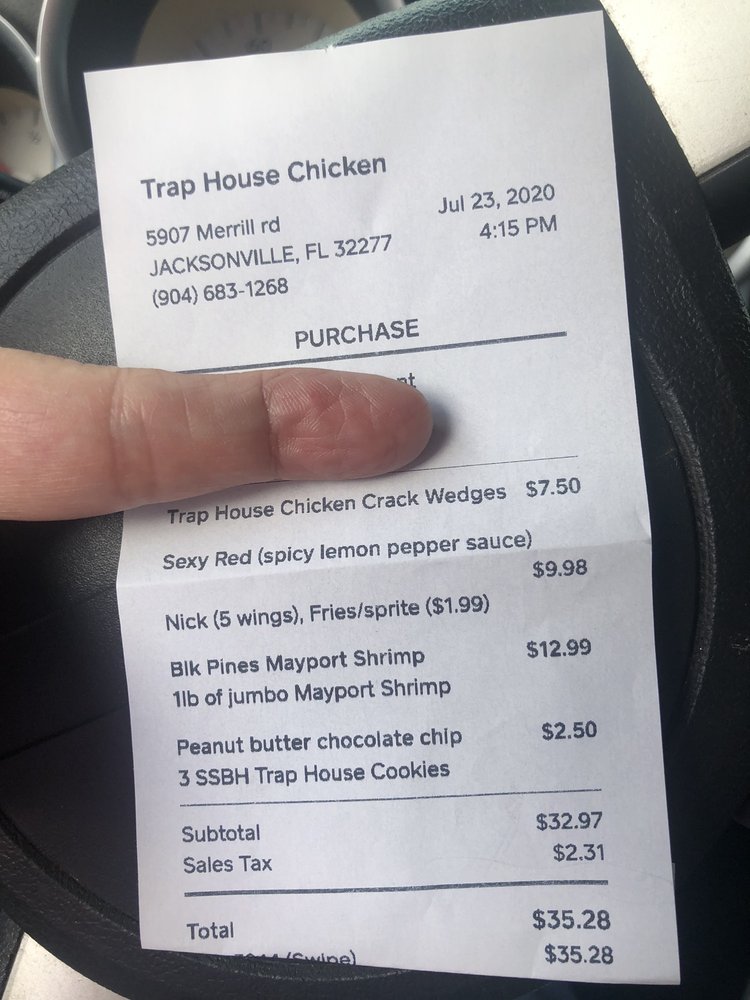 Trap House Chicken
5907 Merrill rd
Jul 23, 2020
JACKSONVILLE, FL 32277
4:15 PM
(904) 683-1268
PURCHASE
Trap House Chicken Crack Wedges $7.50
Sexy Red (spicy lemon pepper sauce)
$9.98
Nick (5 wings), Fries/sprite ($1.99)
Blk Pines Mayport Shrimp $12.99
1lb of jumbo Mayport Shrimp
Peanut butter chocolate chip $2.50
3 SSBH Trap House Cookies
Subtotal $32.97
Sales Tax $2.31
Total $35.28
(Swipe) $35.28